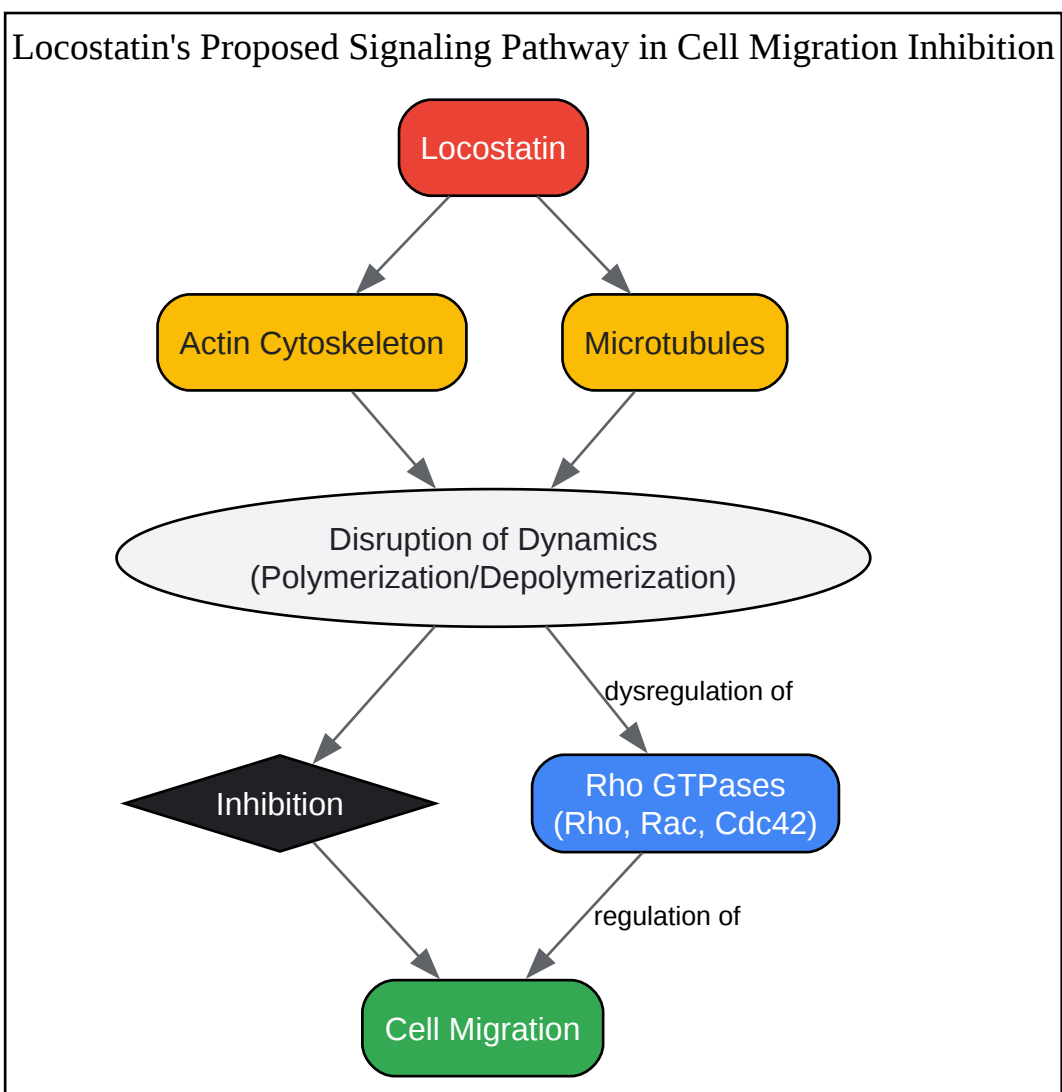 Locostatin's Proposed Signaling Pathway in Cell Migration Inhibition
Locostatin
Actin Cytoskeleton
Microtubules
Disruption of Dynamics
(Polymerization/Depolymerization)
dysregulation of
Inhibition
Rho GTPases
(Rho, Rac, Cdc42)
regulation of
Cell Migration